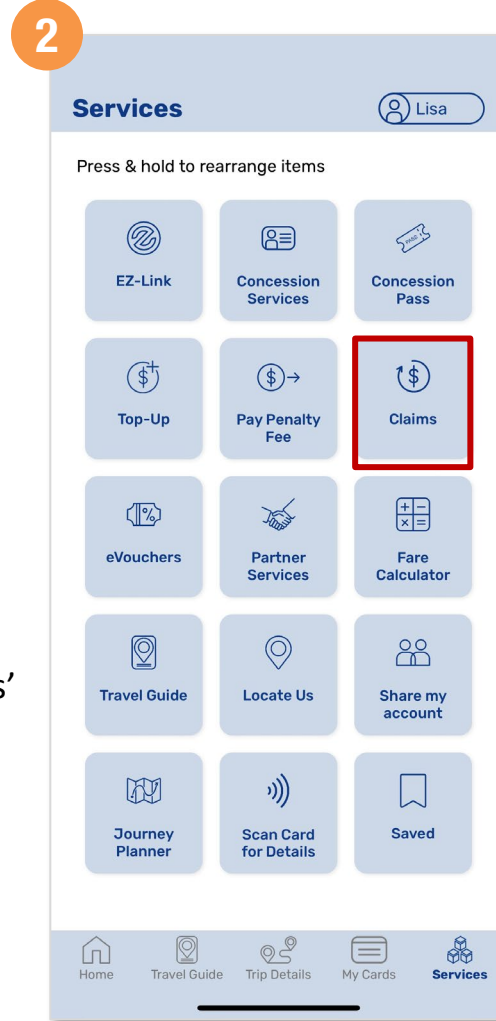 2
Services
Lisa
Press & hold to rearrange items
EZ-Link
Concession
Services
PASS
Concession
Pass
Top-Up
Pay Penalty
Fee
Claims
eVouchers
Partner
Services
Fare
Calculator
s’
Travel Guide
Locate Us
Share my
account
Journey
Planner
Scan Card
for Details
Saved
Home
Travel Guide
Trip Details
My Cards
Services